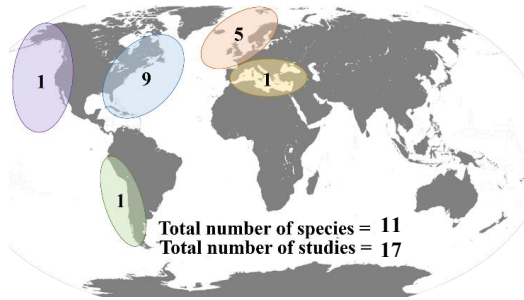 5
1
9
1
1
Total number of species = 11
Total number of studies = 17